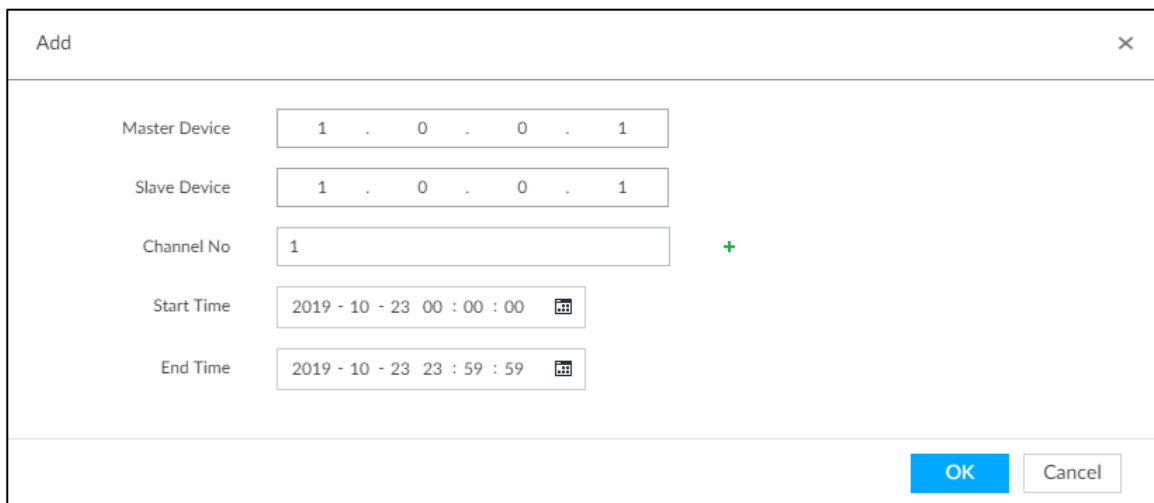 Add
Master Device 1 . 0 . 0 . 1
Slave Device 1 . 0 . 0 . 1
Channel No 1
Start Time 2019 - 10 - 23 00 : 00 : 00
End Time 2019 - 10 - 23 23 : 59 : 59
OK Cancel